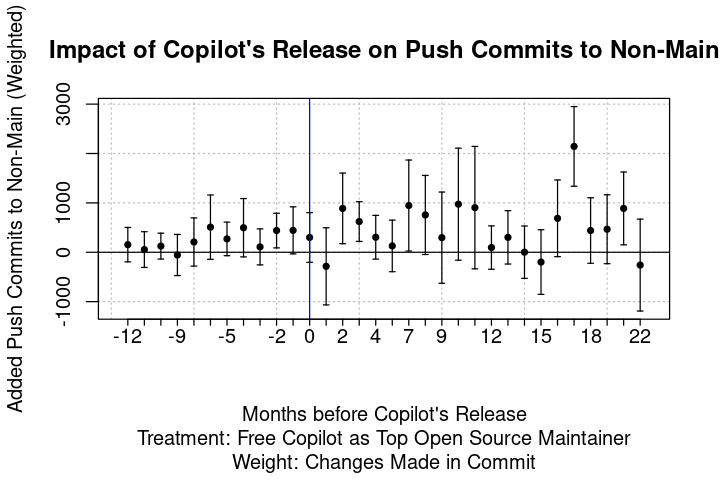 Impact of Copilot's Release on Push Commits to Non-Main
Added Push Commits to Non-Main (Weighted)
3000
1000
0
-1000
-12 -9 -5 -2 0 2 4 7 9 12 15 18 22
Months before Copilot's Release
Treatment: Free Copilot as Top Open Source Maintainer
Weight: Changes Made in Commit